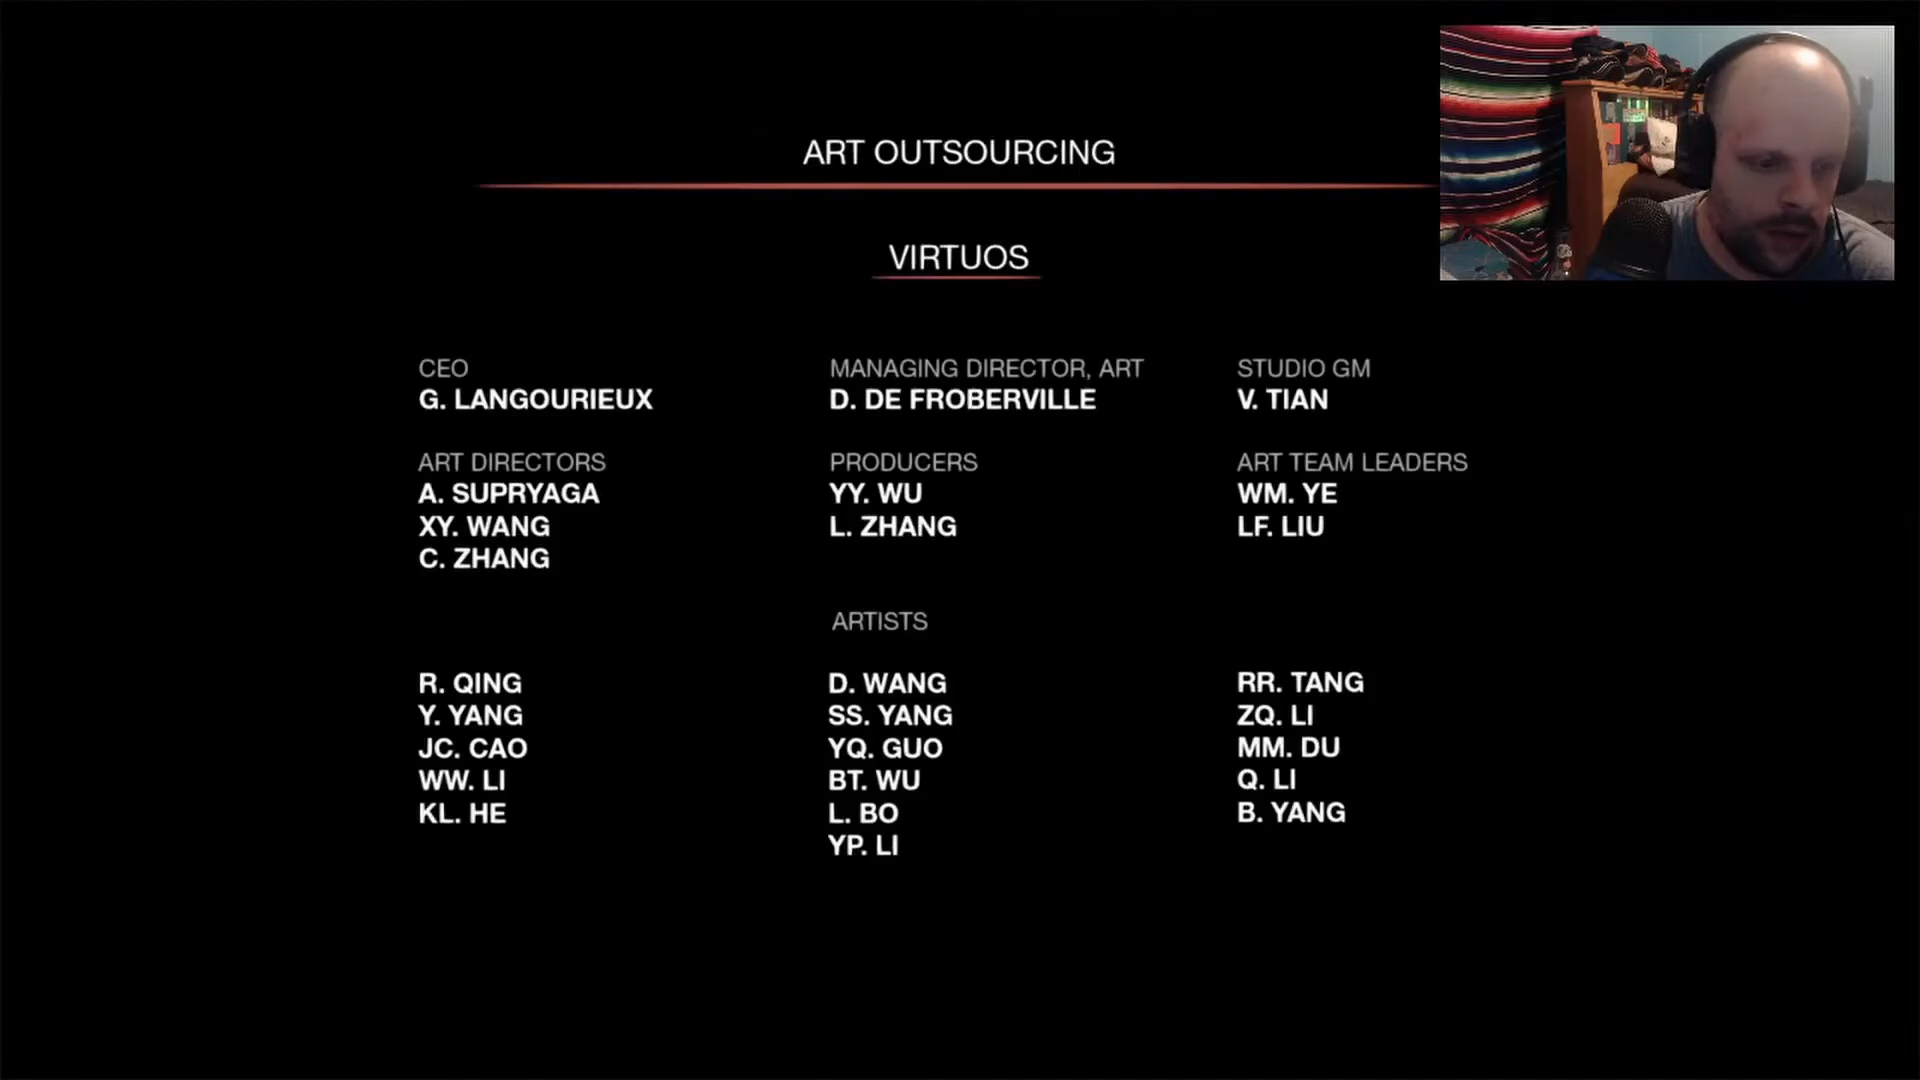 ART OUTSOURCING
VIRTUOS
CEO
G. LANGOURIEUX
MANAGING DIRECTOR, ART
D. DE FROBERVILLE
STUDIO GM
V. TIAN
ART DIRECTORS
A. SUPRYAGA
XY. WANG
C. ZHANG
PRODUCERS
YY. WU
L. ZHANG
ART TEAM LEADERS
WM. YE
LF. LIU
ARTISTS
R. QING
Y. YANG
JC. CAO
WW. LI
KL. HE
D. WANG
SS. YANG
YQ. GUO
BT. WU
L. BO
YP. LI
RR. TANG
ZQ. LI
MM. DU
Q. LI
B. YANG